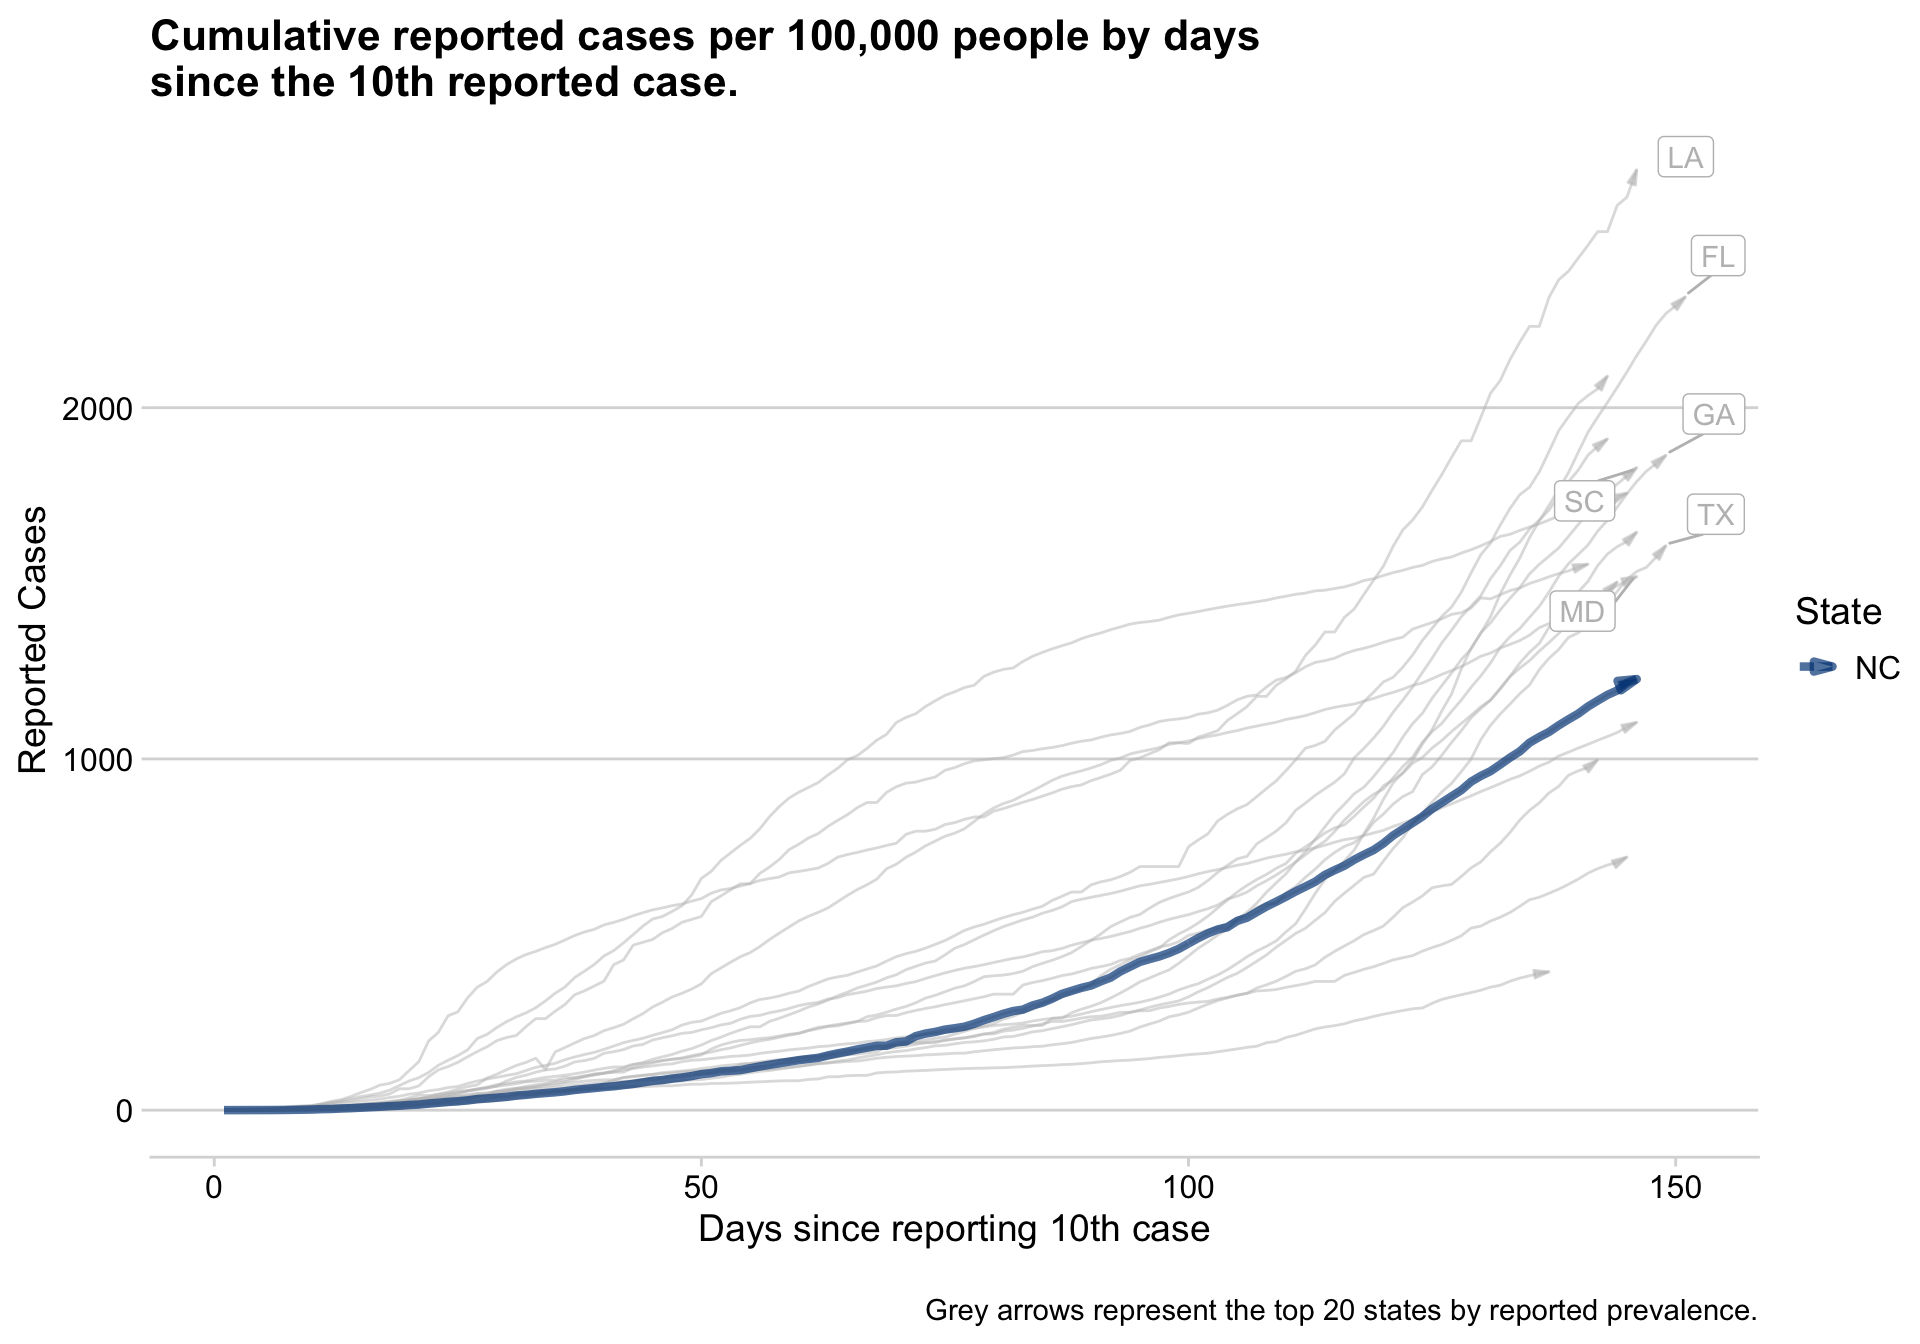 Cumulative reported cases per 100,000 people by days
since the 10th reported case.
LA
FL
2000
GA
SC
TX
Reported Cases
MD
State
NC
1000
0
0 50 100 150
Days since reporting 10th case
Grey arrows represent the top 20 states by reported prevalence.